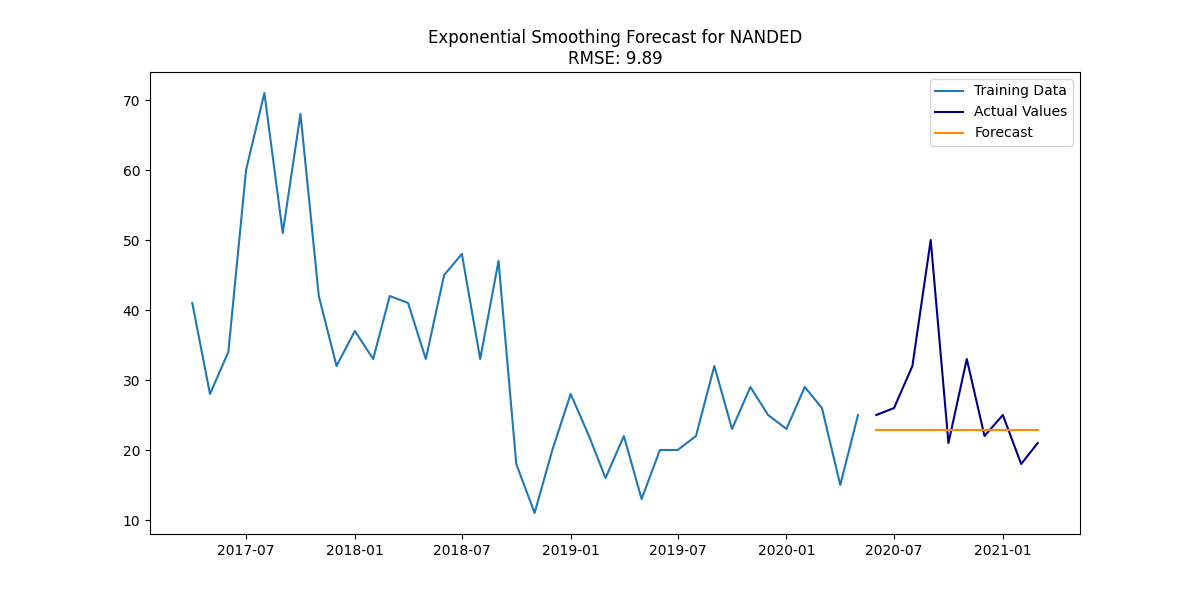 Exponential Smoothing Forecast for NANDED
RMSE: 9.89
Training Data
Actual Values
Forecast
70
60
50
40
30
20
10
2017-07 2018-01 2018-07 2019-01 2019-07 2020-01 2020-07 2021-01